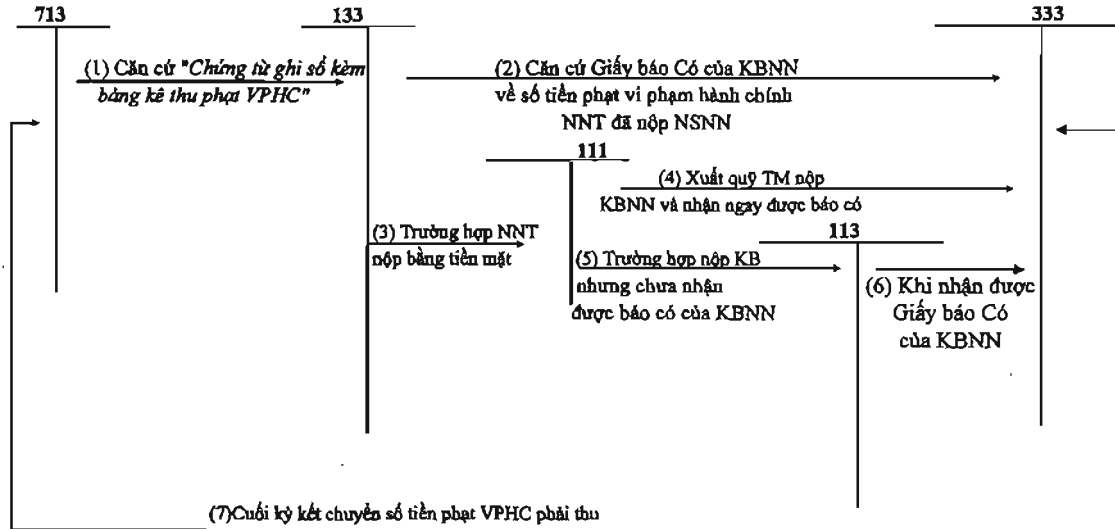 713
133
333
(1) Căn cứ "Chứng từ ghi sổ kèm
bảng kê thu phạt VPHC"
(2) Căn cứ Giấy báo Có của KBNN
về số tiền phạt vi phạm hành chính
NNT đã nộp NSNN
111
(4) Xuất quỹ TM nộp
KBNN và nhận ngay được báo có
(3) Trường hợp NNT
nộp bằng tiền mặt
113
(5) Trường hợp nộp KB
nhưng chưa nhận
được báo có của KBNN
(6) Khi nhận được
Giấy báo Có
của KBNN
(7)Cuối kỳ kết chuyển số tiền phạt VPHC phải thu